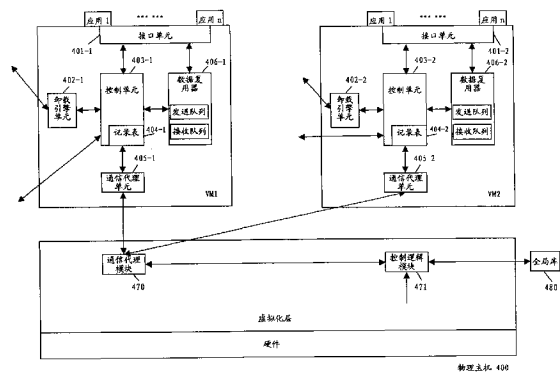 应用1
*** ***
应用n
401-1
接口单元
402-1
403-1
406-1
卸载引擎单元
控制单元
数据复用器
发送队列
接收队列
记录表
404-1
405-1
通信代理单元
VM1
应用1
*** ***
应用n
接口单元
401-2
402-2
403-2
406-2
卸载引擎单元
控制单元
数据复用器
发送队列
接收队列
记录表
404-2
405-2
通信代理单元
VM2
通信代理模块
470
控制逻辑模块
471
全局库
480
虚拟化层
硬件
物理主机 400